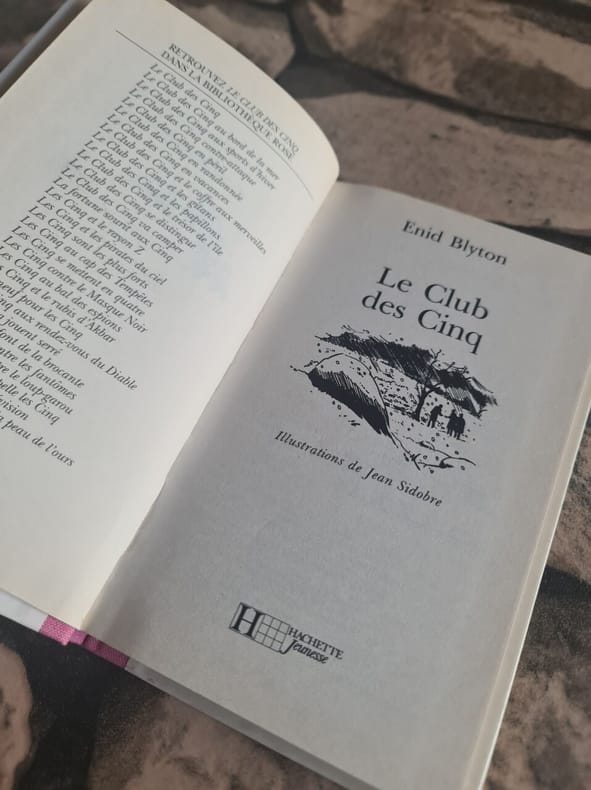 RETROUVEZ LE CLUB DES CINQ
DANS LA BIBLIOTHÈQUE ROSE
Le Club des Cinq
Le Club des Cinq au bord de la mer
Le Club des Cinq aux sports d'hiver
Le Club des Cinq contre-attaque
Le Club des Cinq en péril
Le Club des Cinq en randonnée
Le Club des Cinq en vacances
Le Club des Cinq et le coffre aux merveilles
Le Club des Cinq et les gitans
Le Club des Cinq et les papillons
Le Club des Cinq et le trésor de l'île
Le Club des Cinq se distingue
Le Club des Cinq va camper
La fortune sourit aux Cinq
Les Cinq et le rayon Z
Les Cinq et les pirates du ciel
Les Cinq sont les plus forts
Les Cinq au cap des Tempêtes
Les Cinq se mettent en quatre
Les Cinq contre le Masque Noir
Cinq au bal des espions
Cinq et le rubis d'Akbar
pour les Cinq
aux rendez-vous du Diable
jouent serré
font de la brocante
les fantômes
le loup-garou
les Cinq
peau de l'ours
Enid Blyton
Le Club
des Cinq
Illustrations de Jean Sidobre
H HACHETTE
Jeunesse